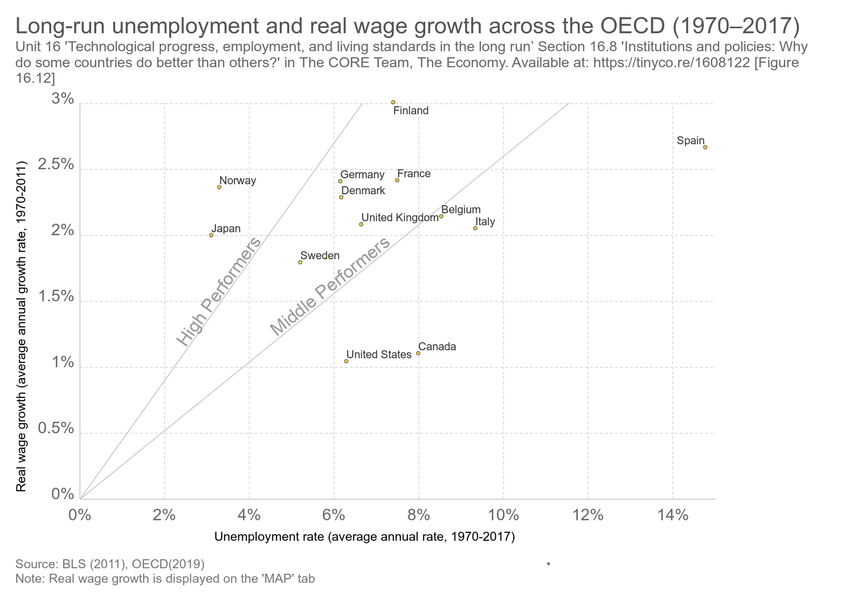 Long-run unemployment and real wage growth across the OECD (1970–2017)
Unit 16 'Technological progress, employment, and living standards in the long run' Section 16.8 'Institutions and policies: Why
do some countries do better than others?' in The CORE Team, The Economy. Available at: https://tinyco.re/1608122 [Figure
16.12]
3%
Finland
Spain
2.5%
Norway
Germany
France
Denmark
United Kingdom
Belgium
Italy
2%
Japan
Sweden
High Performers
Middle Performers
1.5%
Canada
United States
1%
0.5%
0%
Real wage growth (average annual growth rate, 1970-2011)
0%
2%
4%
6%
8%
10%
12%
14%
Unemployment rate (average annual rate, 1970-2017)
Source: BLS (2011), OECD(2019)
Note: Real wage growth is displayed on the 'MAP' tab